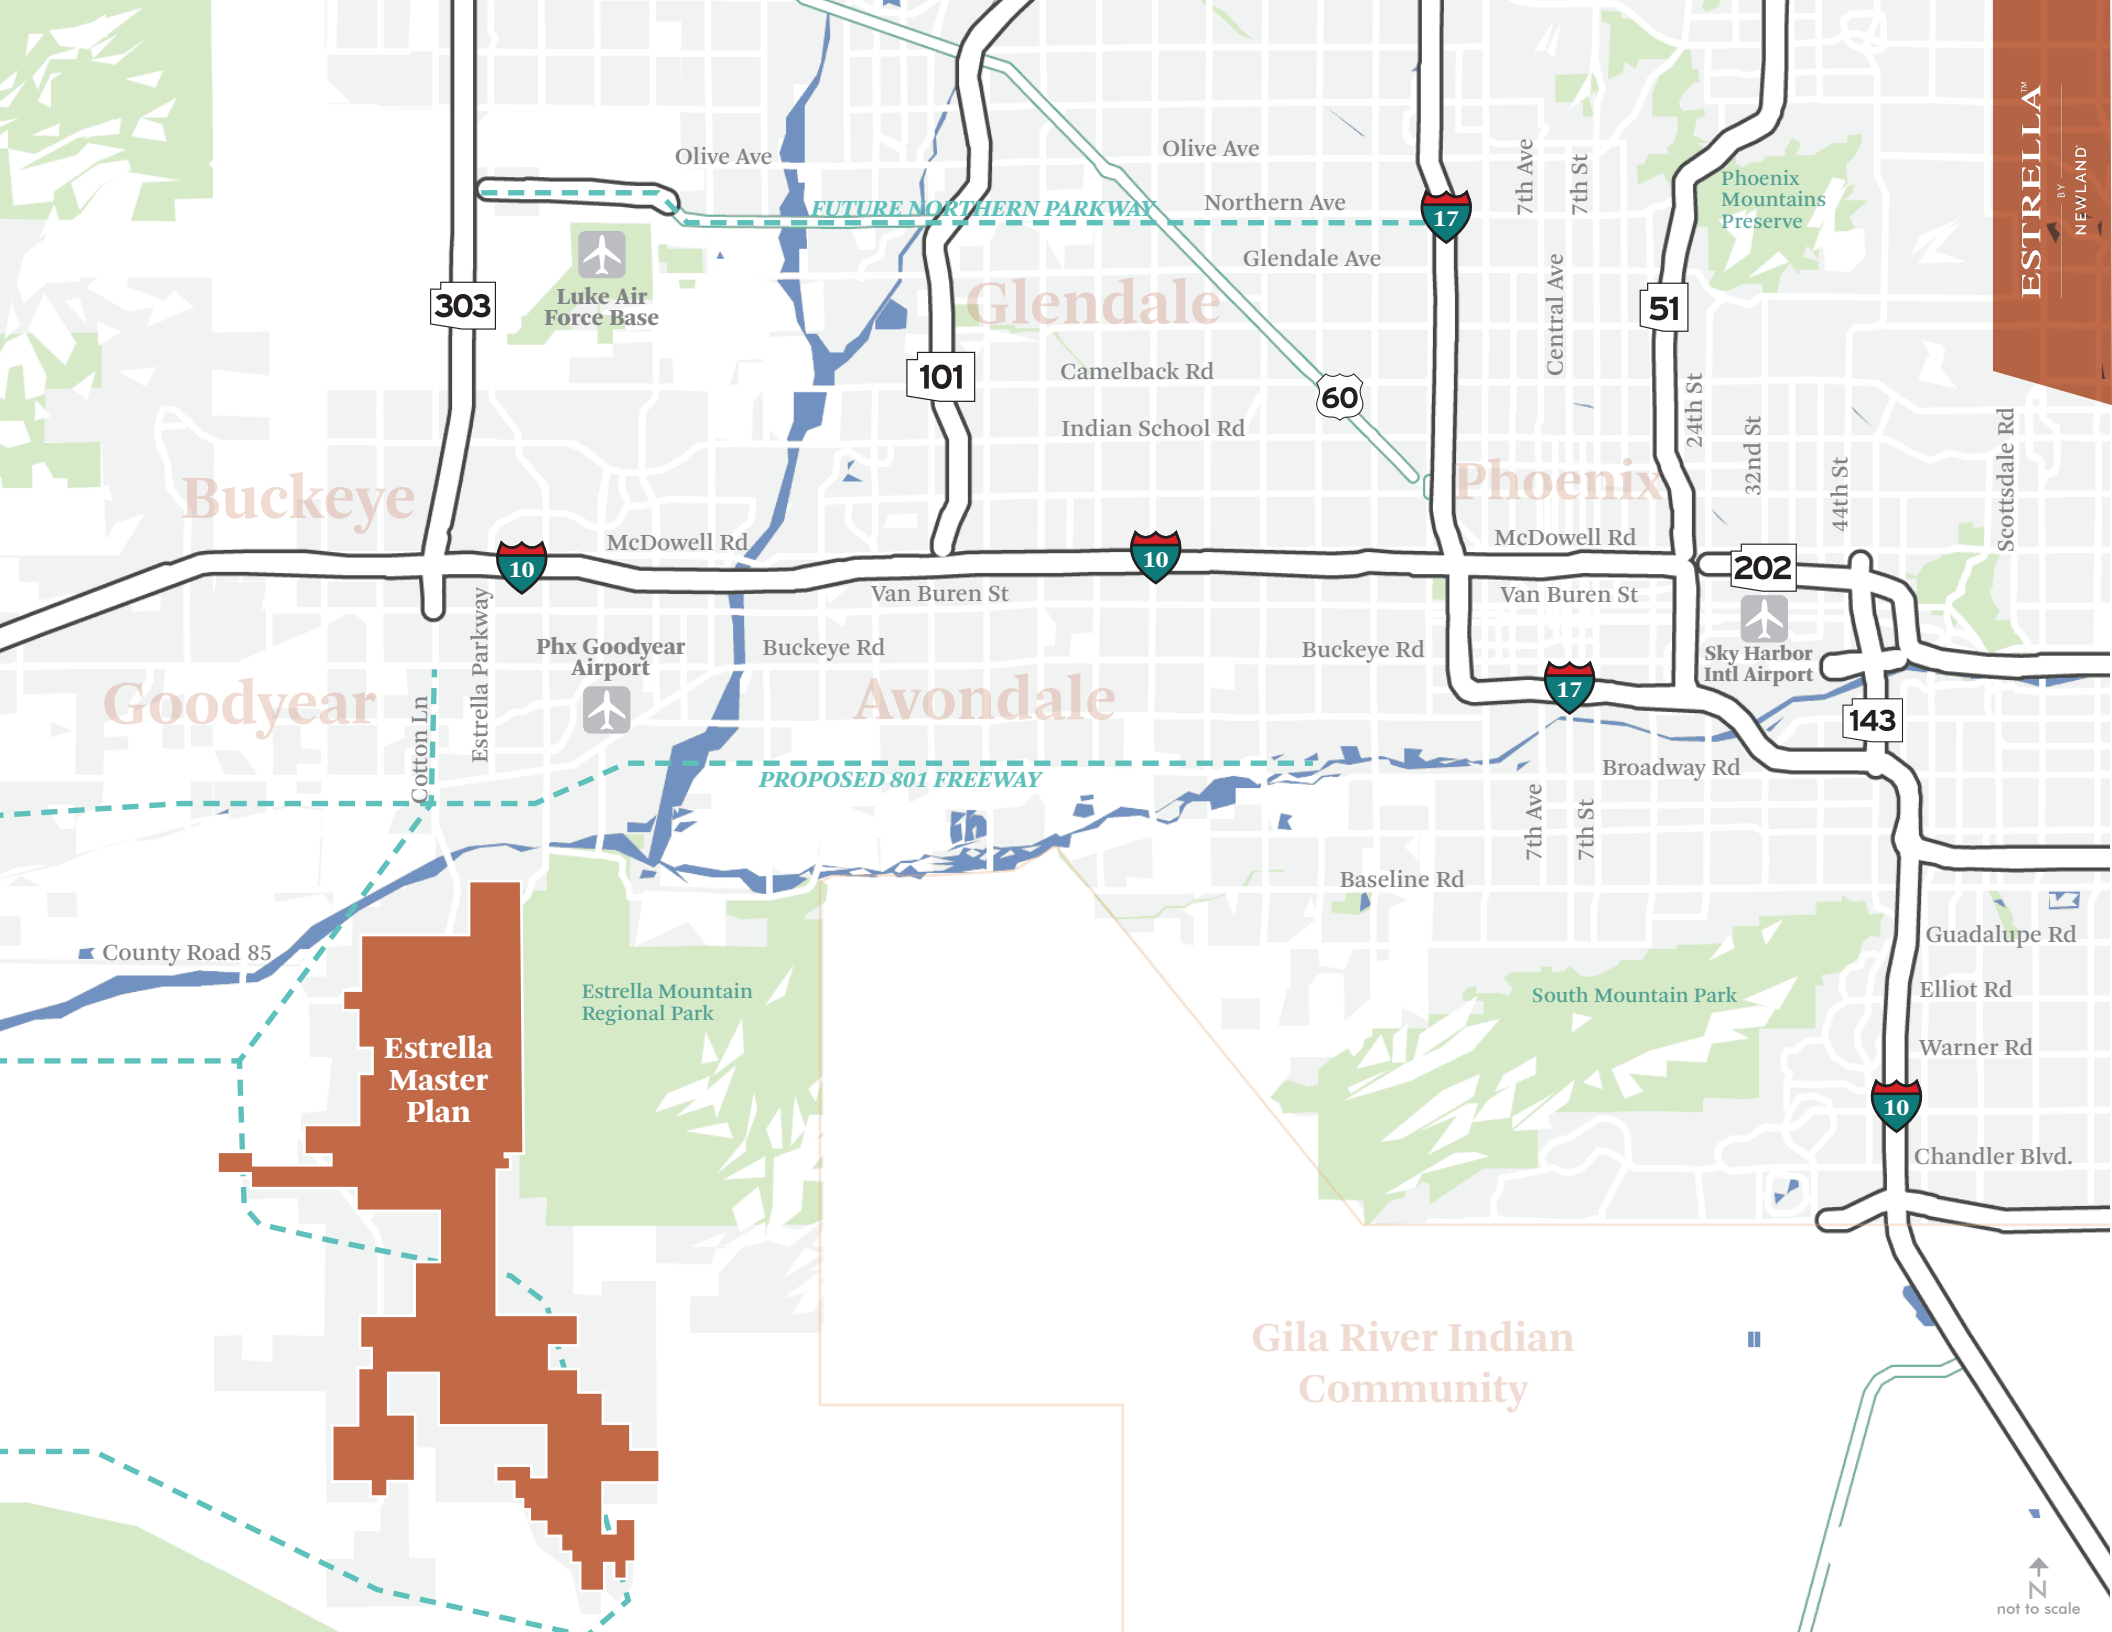 ESTRELLA™
BY
NEWLAND
Olive Ave
Olive Ave
7th Ave
7th St
Phoenix
Mountains
Preserve
FUTURE NORTHERN PARKWAY
Northern Ave
17
Glendale Ave
Luke Air
Force Base
303
Glendale
Central Ave
51
101
Camelback Rd
60
24th St
Indian School Rd
32nd St
44th St
Scottsdale Rd
Buckeye
Phoenix
McDowell Rd
McDowell Rd
10
10
202
Van Buren St
Van Buren St
Estrella Parkway
Phx Goodyear
Airport
Buckeye Rd
Buckeye Rd
Sky Harbor
Intl Airport
Goodyear
Cotton Ln
Avondale
17
143
PROPOSED 801 FREEWAY
Broadway Rd
7th Ave
7th St
Baseline Rd
County Road 85
Guadalupe Rd
Estrella Mountain
Regional Park
South Mountain Park
Elliot Rd
Estrella
Master
Plan
Warner Rd
10
Chandler Blvd.
Gila River Indian
Community
N
not to scale